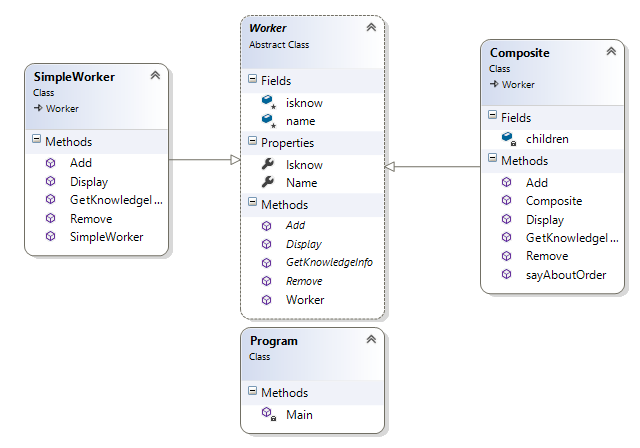 SimpleWorker
Class
Worker
Methods
Add
Display
GetKnowledgeI...
Remove
SimpleWorker
Worker
Abstract Class
Fields
isknow
name
Properties
Isknow
Name
Methods
Add
Display
GetKnowledgeInfo
Remove
Worker
Composite
Class
Worker
Fields
children
Methods
Add
Composite
Display
GetKnowledgeI...
Remove
sayAboutOrder
Program
Class
Methods
Main